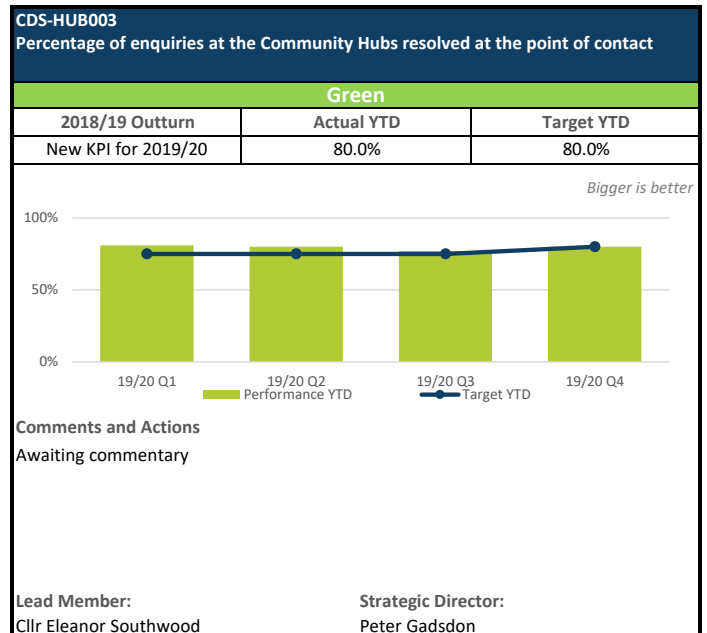 CDS-HUB003
Percentage of enquiries at the Community Hubs resolved at the point of contact
Green
2018/19 Outturn Actual YTD Target YTD
New KPI for 2019/20 80.0% 80.0%
Bigger is better
100%
50%
0%
19/20 Q1 19/20 Q2 19/20 Q3 19/20 Q4
Performance YTD Target YTD
Comments and Actions
Awaiting commentary
Lead Member: Strategic Director:
Cllr Eleanor Southwood Peter Gadsdon